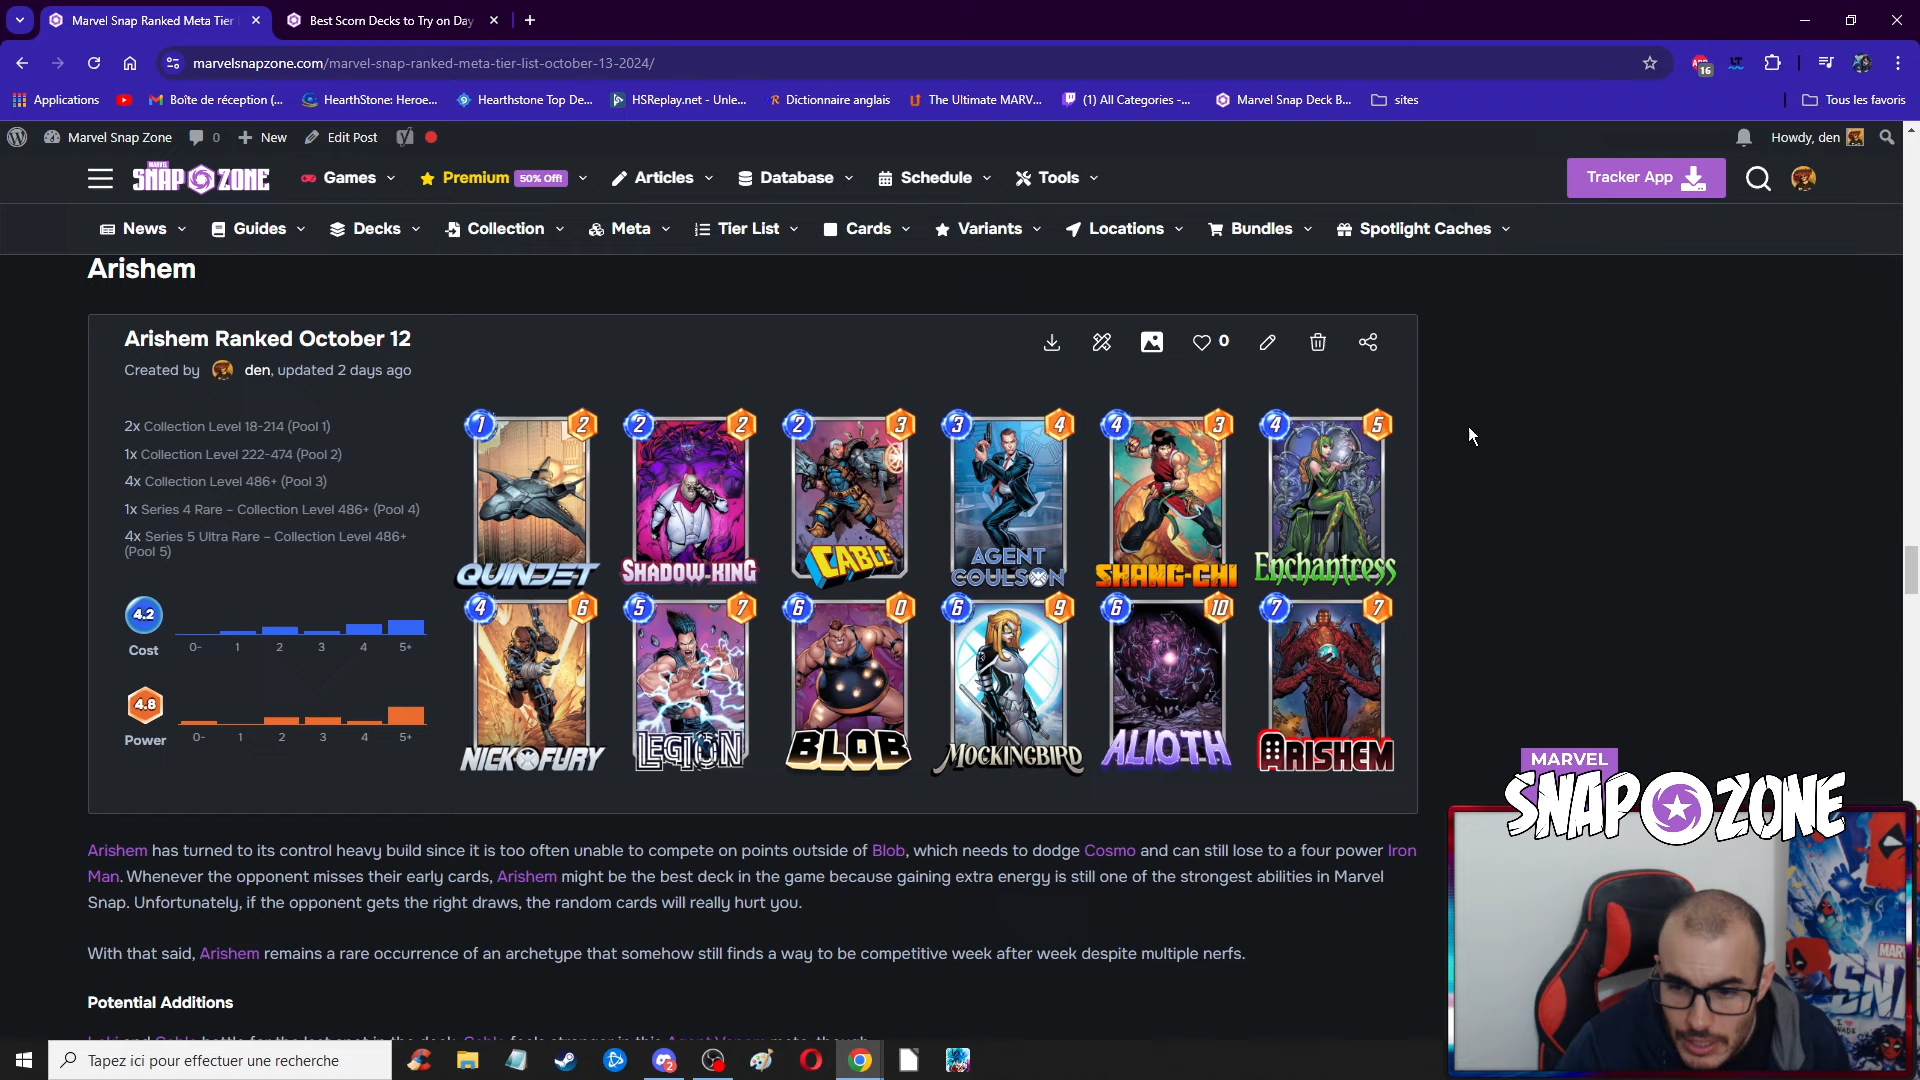 Marvel Snap Ranked Meta Tier
Best Scorn Decks to Try on Day
marvelsnapzone.com/marvel-snap-ranked-meta-tier-list-october-13-2024/
16
Applications
Boîte de réception (...
HearthStone: Heroe...
Hearthstone Top De...
HSReplay.net - Unle...
Dictionnaire anglais
The Ultimate MARV...
(1) All Categories -...
Marvel Snap Deck B...
sites
Tous les favoris
Marvel Snap Zone
0
New
Edit Post
Howdy, den
MARVEL
SNAP ZONE
Games
Premium 50% Off!
Articles
Database
Schedule
Tools
Tracker App
News
Guides
Decks
Collection
Meta
Tier List
Cards
Variants
Locations
Bundles
Spotlight Caches
Arishem
Arishem Ranked October 12
0
Created by den, updated 2 days ago
2x Collection Level 18-214 (Pool 1)
1x Collection Level 222-474 (Pool 2)
4x Collection Level 486+ (Pool 3)
1x Series 4 Rare – Collection Level 486+ (Pool 4)
4x Series 5 Ultra Rare – Collection Level 486+
(Pool 5)
4.2
Cost
0- 1 2 3 4 5+
4.8
Power
0- 1 2 3 4 5+
1 2 2 2 2 3 3 4 4 3 4 5
QUINJET
SHADOW KING
CABLE
AGENT
COULSON
SHANG-CHI
Enchantress
4 6 5 7 6 0 6 9 6 10 7 7
NICK FURY
LEGION
BLOB
MOCKINGBIRD
ALIOTH
ARISHEM
Arishem has turned to its control heavy build since it is too often unable to compete on points outside of Blob, which needs to dodge Cosmo and can still lose to a four power Iron
Man. Whenever the opponent misses their early cards, Arishem might be the best deck in the game because gaining extra energy is still one of the strongest abilities in Marvel
Snap. Unfortunately, if the opponent gets the right draws, the random cards will really hurt you.
With that said, Arishem remains a rare occurrence of an archetype that somehow still finds a way to be competitive week after week despite multiple nerfs.
Potential Additions
MARVEL
SNAP ZONE
Tapez ici pour effectuer une recherche
2